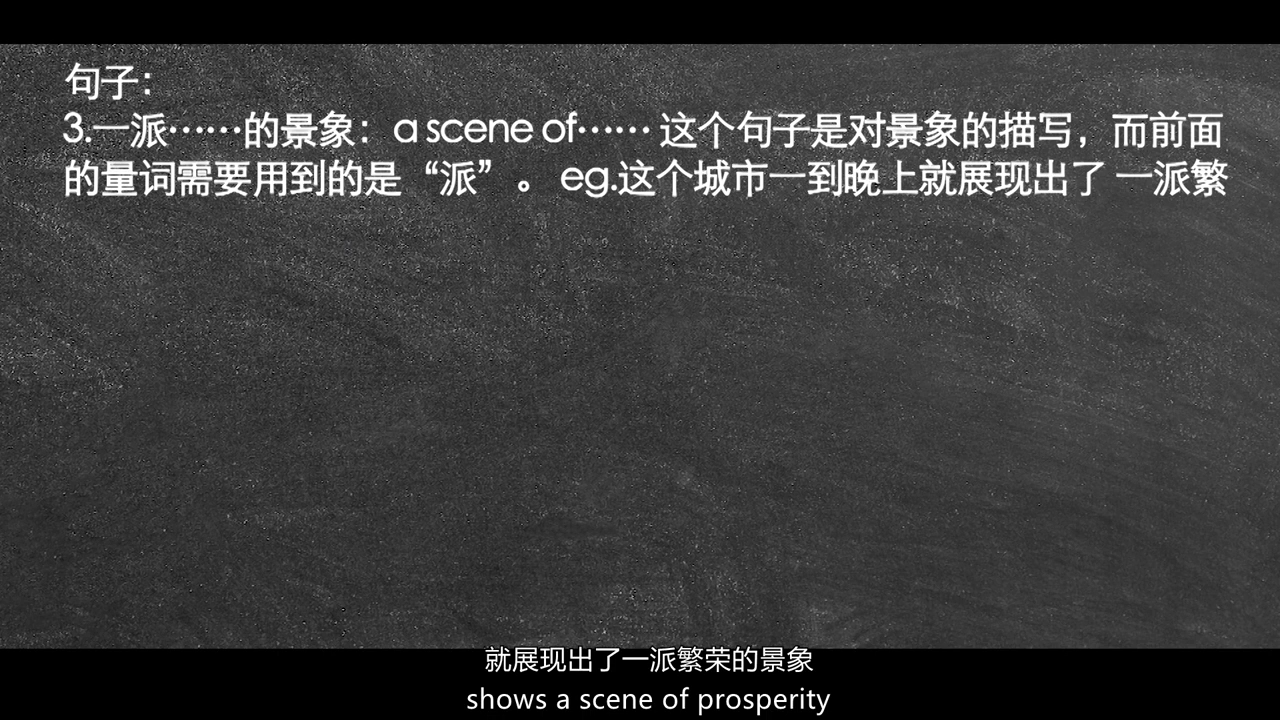 句子：
3.一派……的景象：a scene of…… 这个句子是对景象的描写，而前面
的量词需要用到的是“派”。 eg.这个城市一到晚上就展现出了 一派繁
就展现出了一派繁荣的景象
shows a scene of prosperity